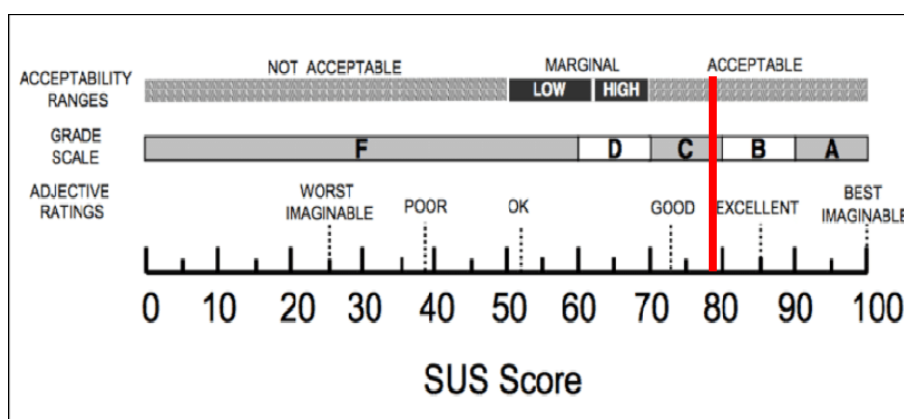 NOT ACCEPTABLE MARGINAL ACCEPTABLE
ACCEPTABILITY
RANGES
LOW HIGH
GRADE
SCALE
F D C B A
ADJECTIVE
RATINGS
WORST
IMAGINABLE
POOR
OK
GOOD
EXCELLENT
BEST
IMAGINABLE
0 10 20 30 40 50 60 70 80 90 100
SUS Score